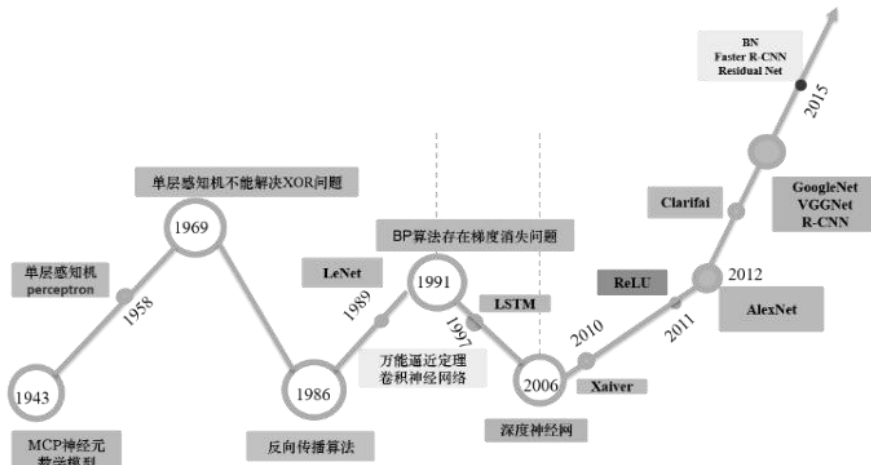 1943
MCP神经元
数学模型
单层感知机
perceptron
1958
单层感知机不能解决XOR问题
1969
1986
反向传播算法
LeNet
1989
万能逼近定理
卷积神经网络
BP算法存在梯度消失问题
1991
LSTM
1997
2006
深度神经网
2010
Xaiver
ReLU
2011
2012
AlexNet
Clarifai
GoogleNet
VGGNet
R-CNN
BN
Faster R-CNN
Residual Net
2015